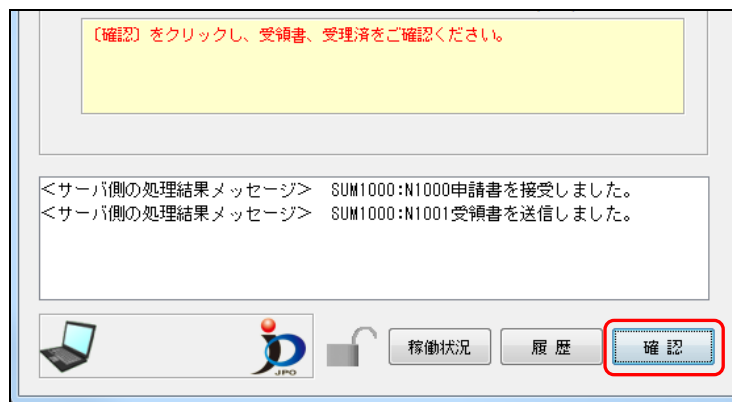 〔確認〕をクリックし、受領書、受理済をご確認ください。
＜サーバ側の処理結果メッセージ＞　SUM1000:N1000申請書を接受しました。
＜サーバ側の処理結果メッセージ＞　SUM1000:N1001受領書を送信しました。
JPO
稼働状況
履 歴
確 認